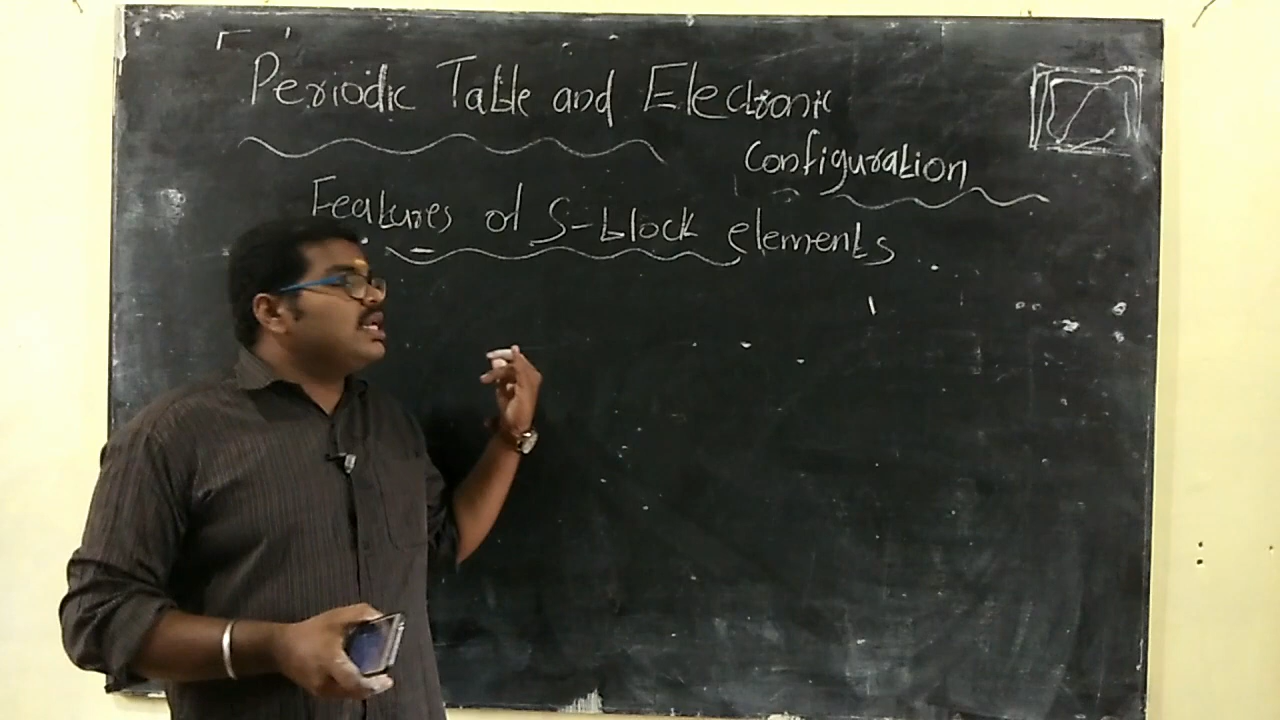 Periodic Table and Electronic
Configuration
Features of S-block elements